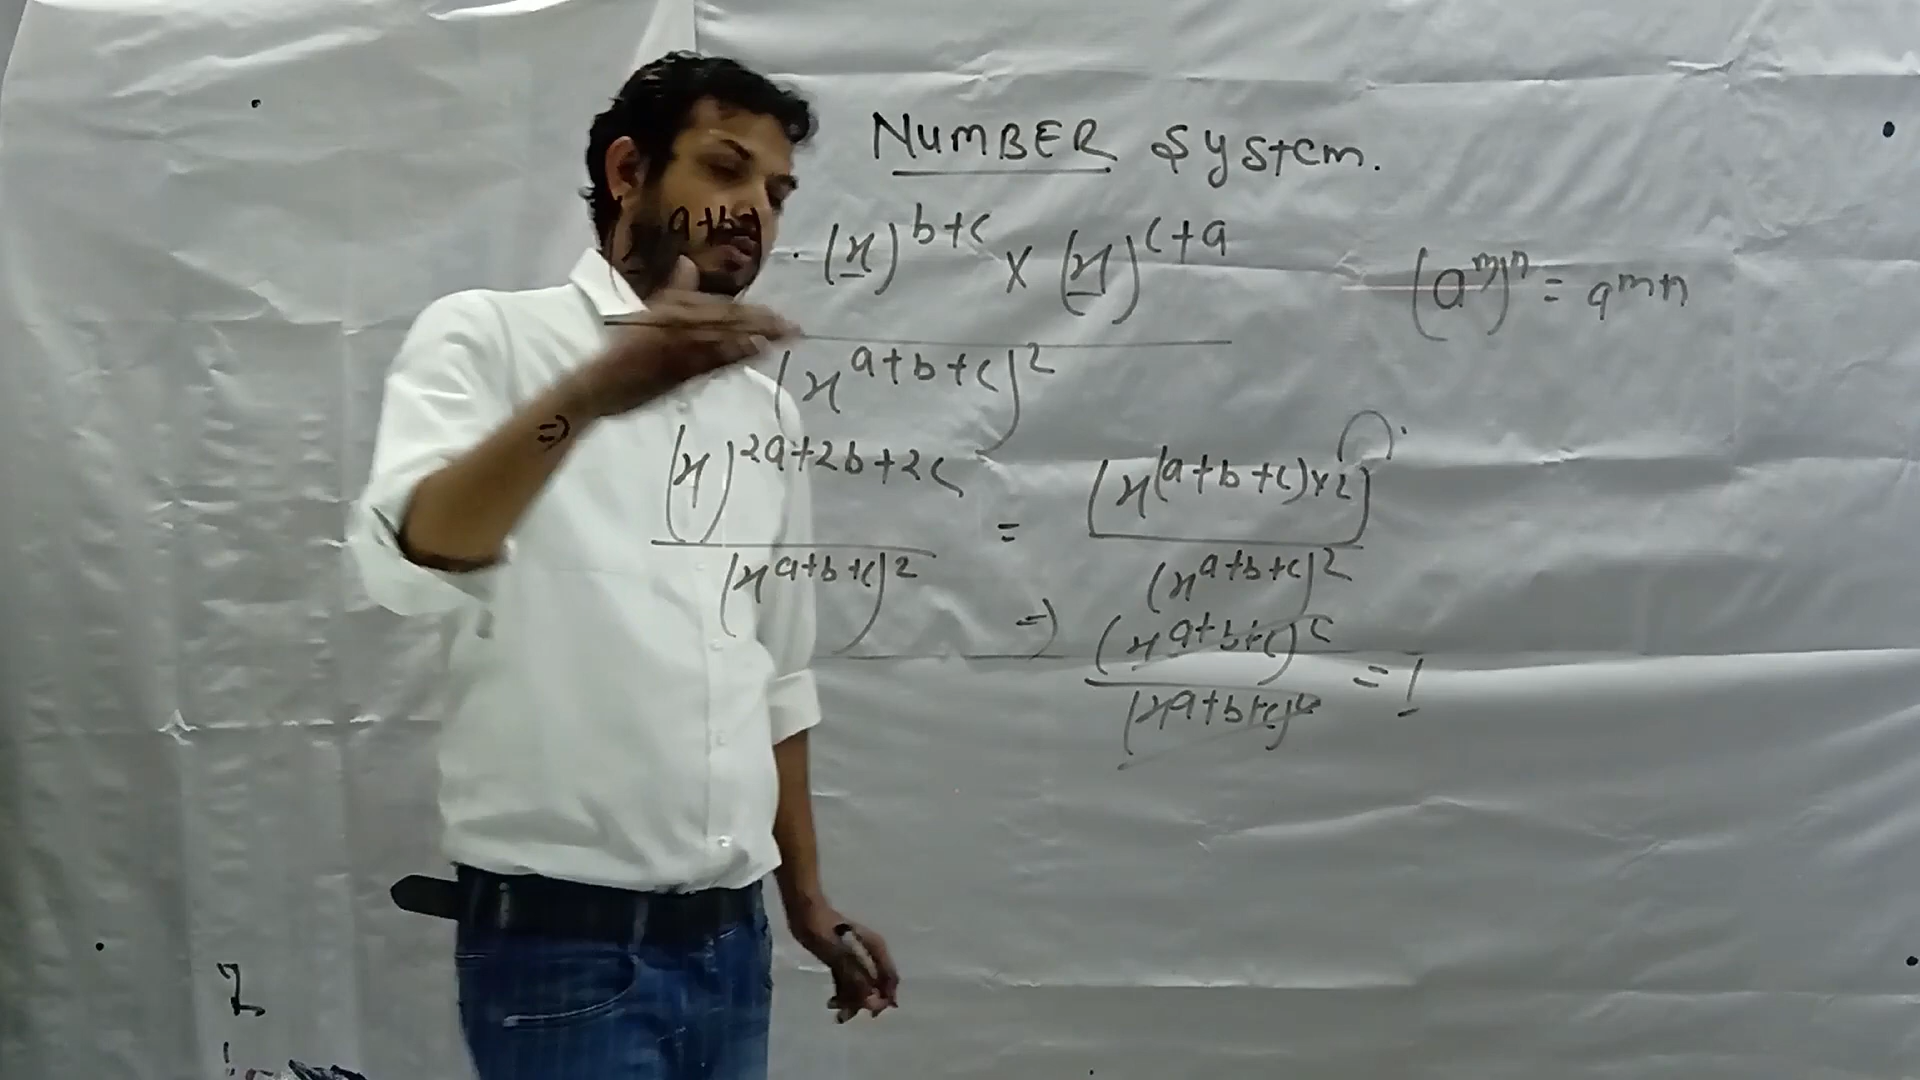 NUMBER System.
a+b · (x)^{b+c} × (x)^{c+a}
(x^{a+b+c})^2
(a^m)^n = a^{mn}
=> (x)^{2a+2b+2c} / (x^{a+b+c})^2 = (x^{(a+b+c)×2}) / (x^{a+b+c})^2
=> (x^{a+b+c})^2 / (x^{a+b+c})^2 = 1